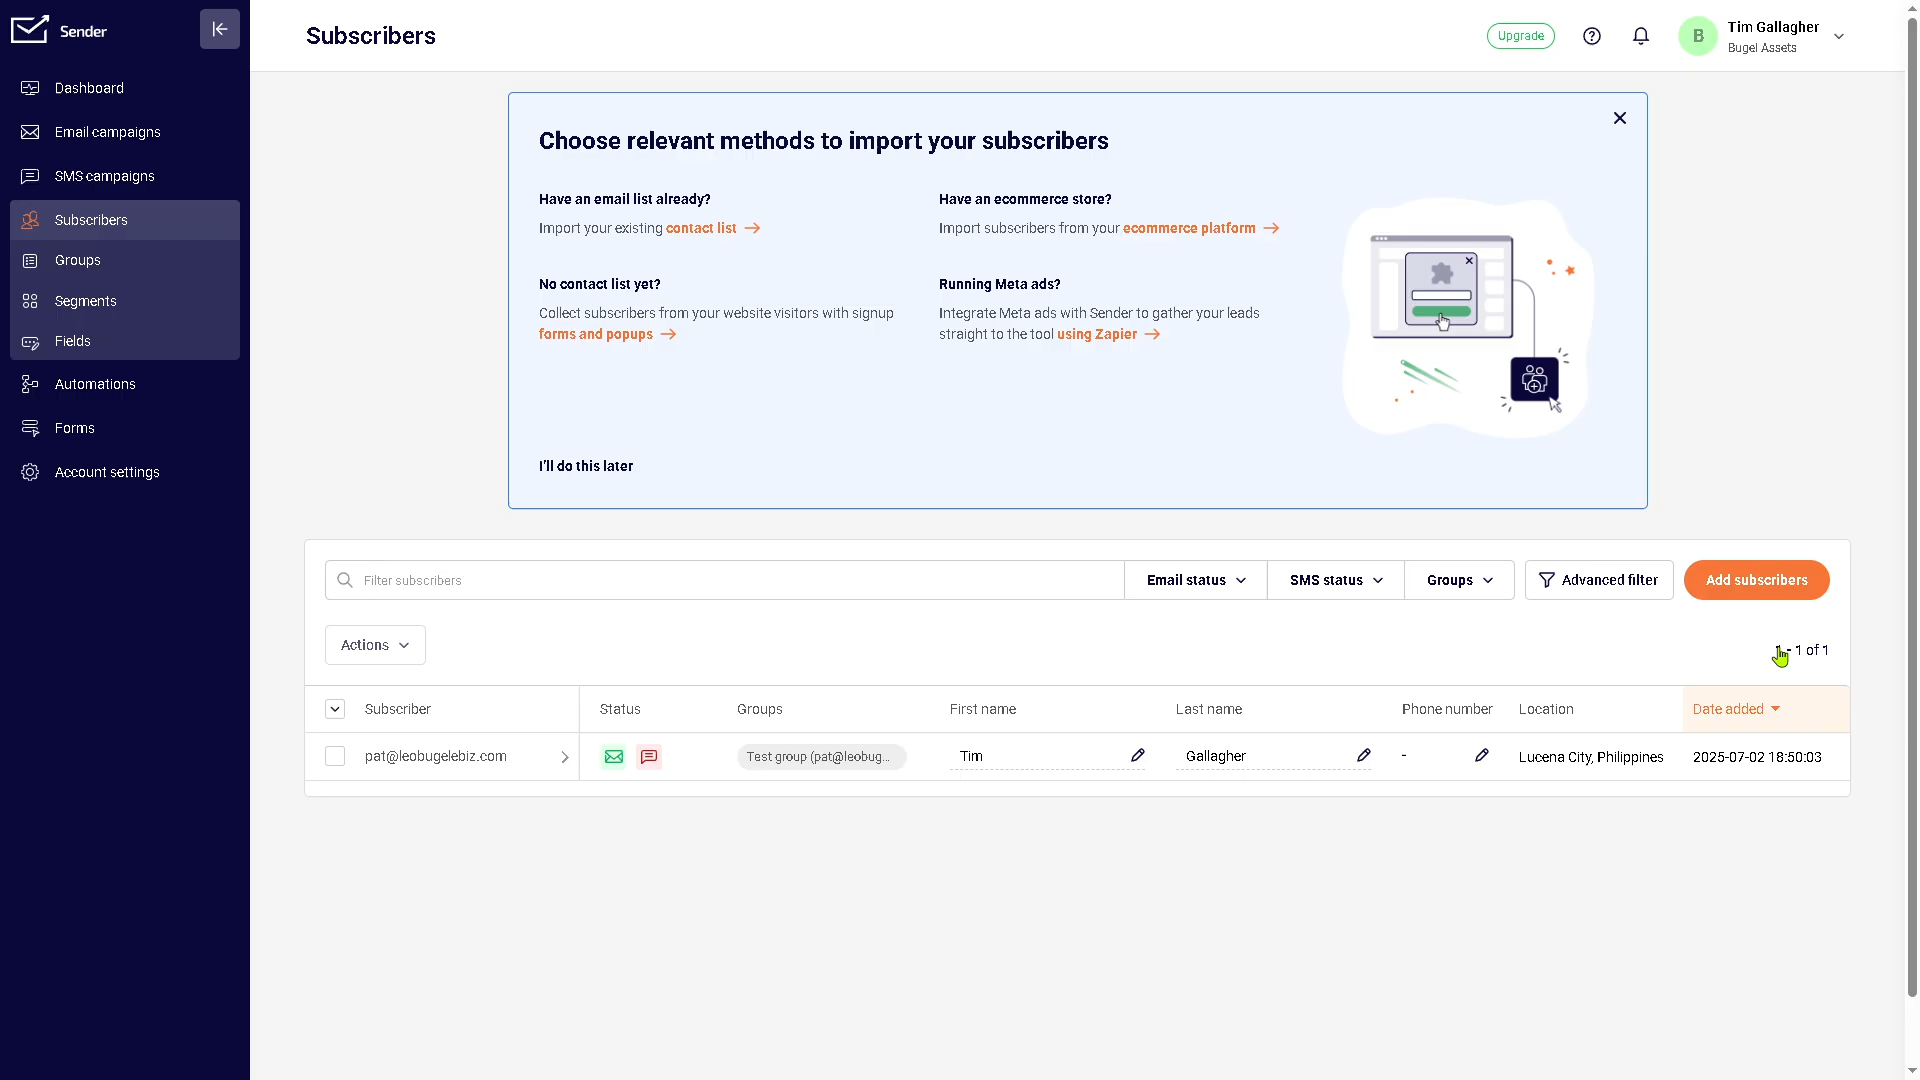 Sender
Dashboard
Email campaigns
SMS campaigns
Subscribers
Groups
Segments
Fields
Automations
Forms
Account settings
Subscribers
Upgrade
B
Tim Gallagher
Bugel Assets
Choose relevant methods to import your subscribers
Have an email list already?
Import your existing contact list →
Have an ecommerce store?
Import subscribers from your ecommerce platform →
No contact list yet?
Collect subscribers from your website visitors with signup
forms and popups →
Running Meta ads?
Integrate Meta ads with Sender to gather your leads
straight to the tool using Zapier →
I'll do this later
Filter subscribers
Email status
SMS status
Groups
Advanced filter
Add subscribers
Actions
- 1 of 1
Subscriber
Status
Groups
First name
Last name
Phone number
Location
Date added
pat@leobugelebiz.com
Test group (pat@leobug...
Tim
Gallagher
-
Lucena City, Philippines
2025-07-02 18:50:03